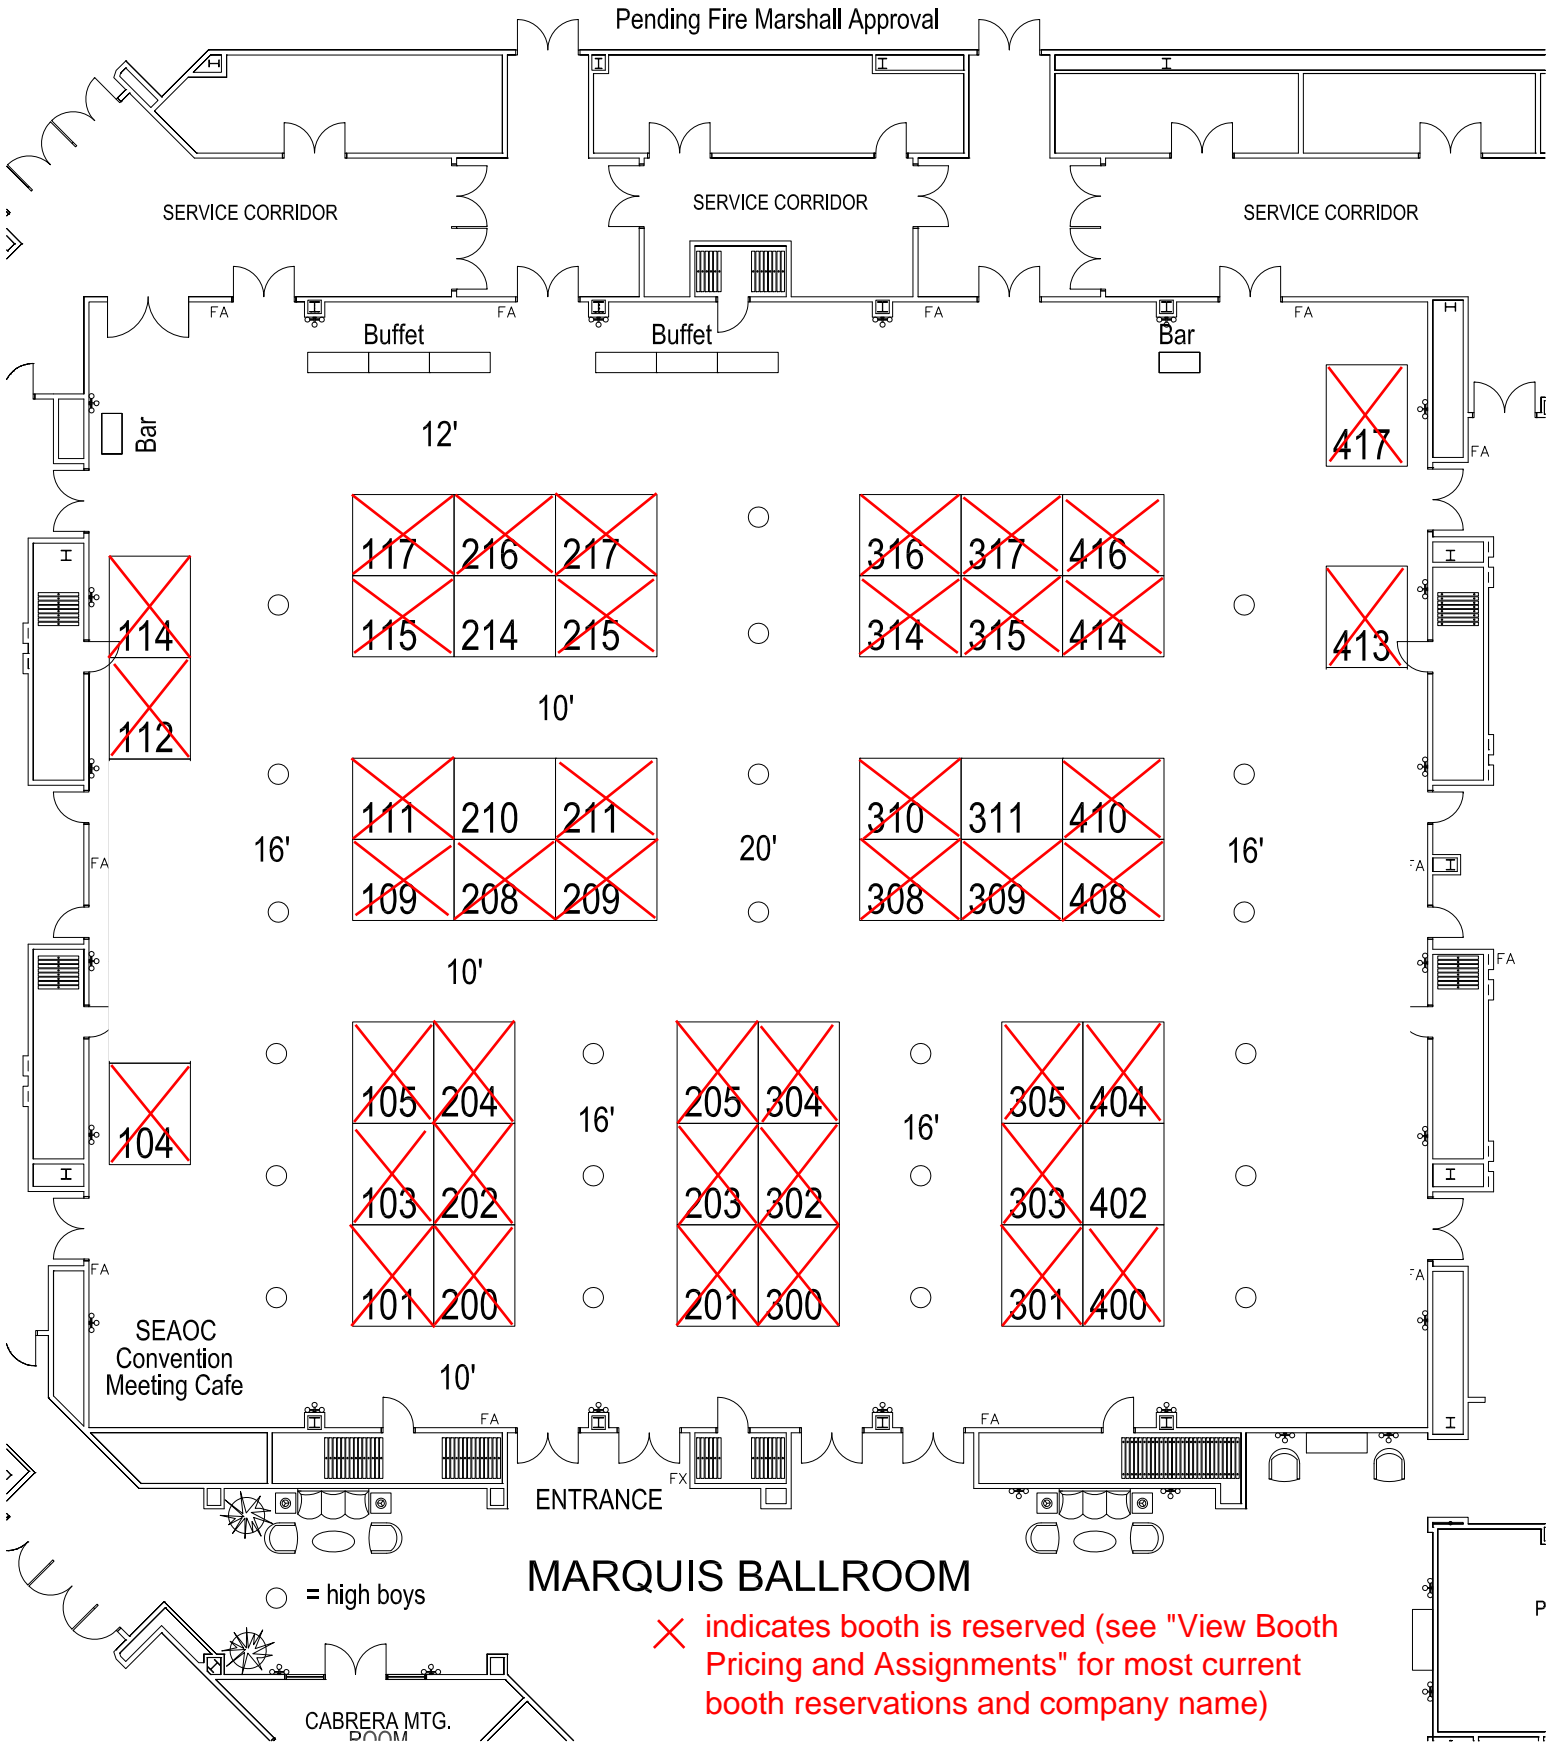 Pending Fire Marshall Approval
SERVICE CORRIDOR
SERVICE CORRIDOR
SERVICE CORRIDOR
FA
FA
FA
FA
Buffet
Buffet
Bar
Bar
12'
417
FA
117 216 217
316 317 416
114
115 214 215
314 315 414
413
112
10'
111 210 211
310 311 410
16'
20'
16'
FA
FA
109 208 209
308 309 408
10'
FA
105 204
205 304
305 404
16'
16'
104
103 202
203 302
303 402
FA
FA
101 200
201 300
301 400
SEAOC
Convention
Meeting Cafe
10'
FA
FA
FX
ENTRANCE
MARQUIS BALLROOM
= high boys
indicates booth is reserved (see "View Booth
Pricing and Assignments" for most current
booth reservations and company name)
P
CABRERA MTG.
ROOM